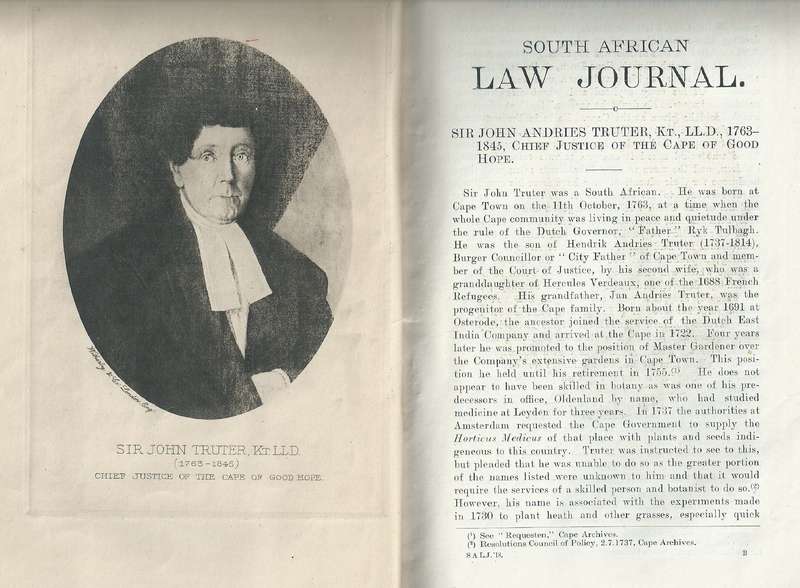 SIR JOHN TRUTER, KT. LL.D.
(1763-1845)
CHIEF JUSTICE OF THE CAPE OF GOOD HOPE.
SOUTH AFRICAN
LAW JOURNAL.
SIR JOHN ANDRIES TRUTER, KT., LL.D., 1763–
1845, CHIEF JUSTICE OF THE CAPE OF GOOD
HOPE.
Sir John Truter was a South African. He was born at
Cape Town on the 11th October, 1763, at a time when the
whole Cape community was living in peace and quietude under
the rule of the Dutch Governor, "Father" Ryk Tulbagh.
He was the son of Hendrik Andries Truter (1737-1814),
Burger Councillor or "City Father" of Cape Town and mem-
ber of the Court of Justice, by his second wife, who was a
granddaughter of Hercules Verdeaux, one of the 1688 French
Refugees. His grandfather, Jan Andries Truter, was the
progenitor of the Cape family. Born about the year 1691 at
Osterode, the ancestor joined the service of the Dutch East
India Company and arrived at the Cape in 1722. Four years
later he was promoted to the position of Master Gardener over
the Company's extensive gardens in Cape Town. This posi-
tion he held until his retirement in 1755.(1) He does not
appear to have been skilled in botany as was one of his pre-
decessors in office, Oldenland by name, who had studied
medicine at Leyden for three years. In 1737 the authorities at
Amsterdam requested the Cape Government to supply the
Horticus Medicus of that place with plants and seeds indi-
geneous to this country. Truter was instructed to see to this,
but pleaded that he was unable to do so as the greater portion
of the names listed were unknown to him and that it would
require the services of a skilled person and botanist to do so.(2)
However, his name is associated with the experiments made
in 1730 to plant heath and other grasses, especially quick
(1) See "Requesten," Cape Archives.
(2) Resolutions Council of Policy, 2.7.1737, Cape Archives.
SALJ.'18.
B